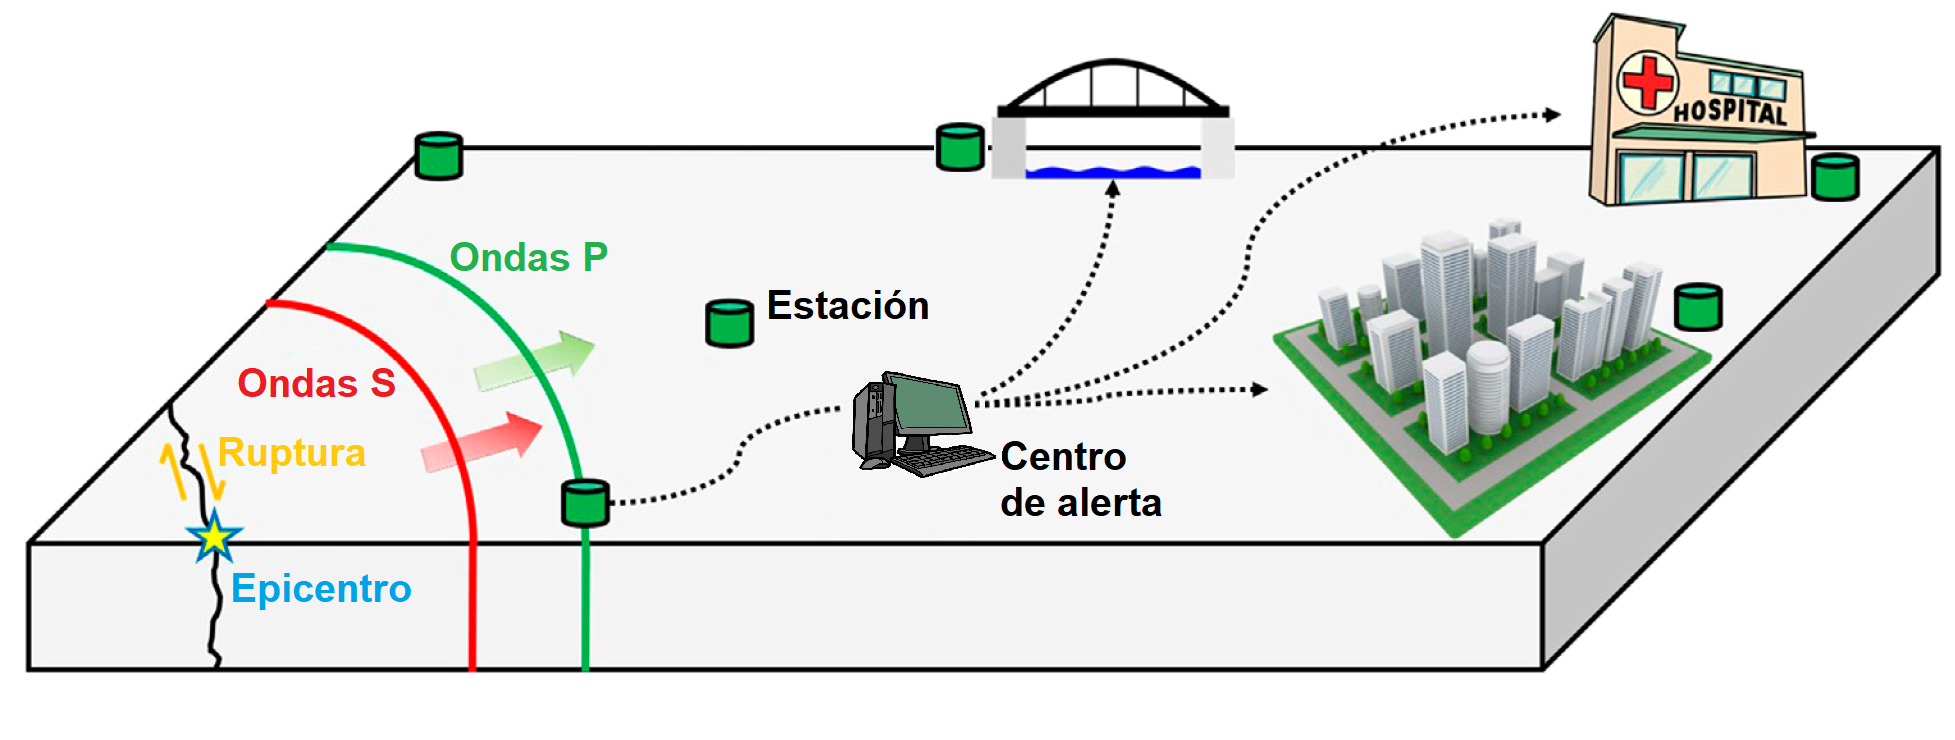 HOSPITAL
Ondas P
Estación
Ondas S
Ruptura
Centro
de alerta
Epicentro